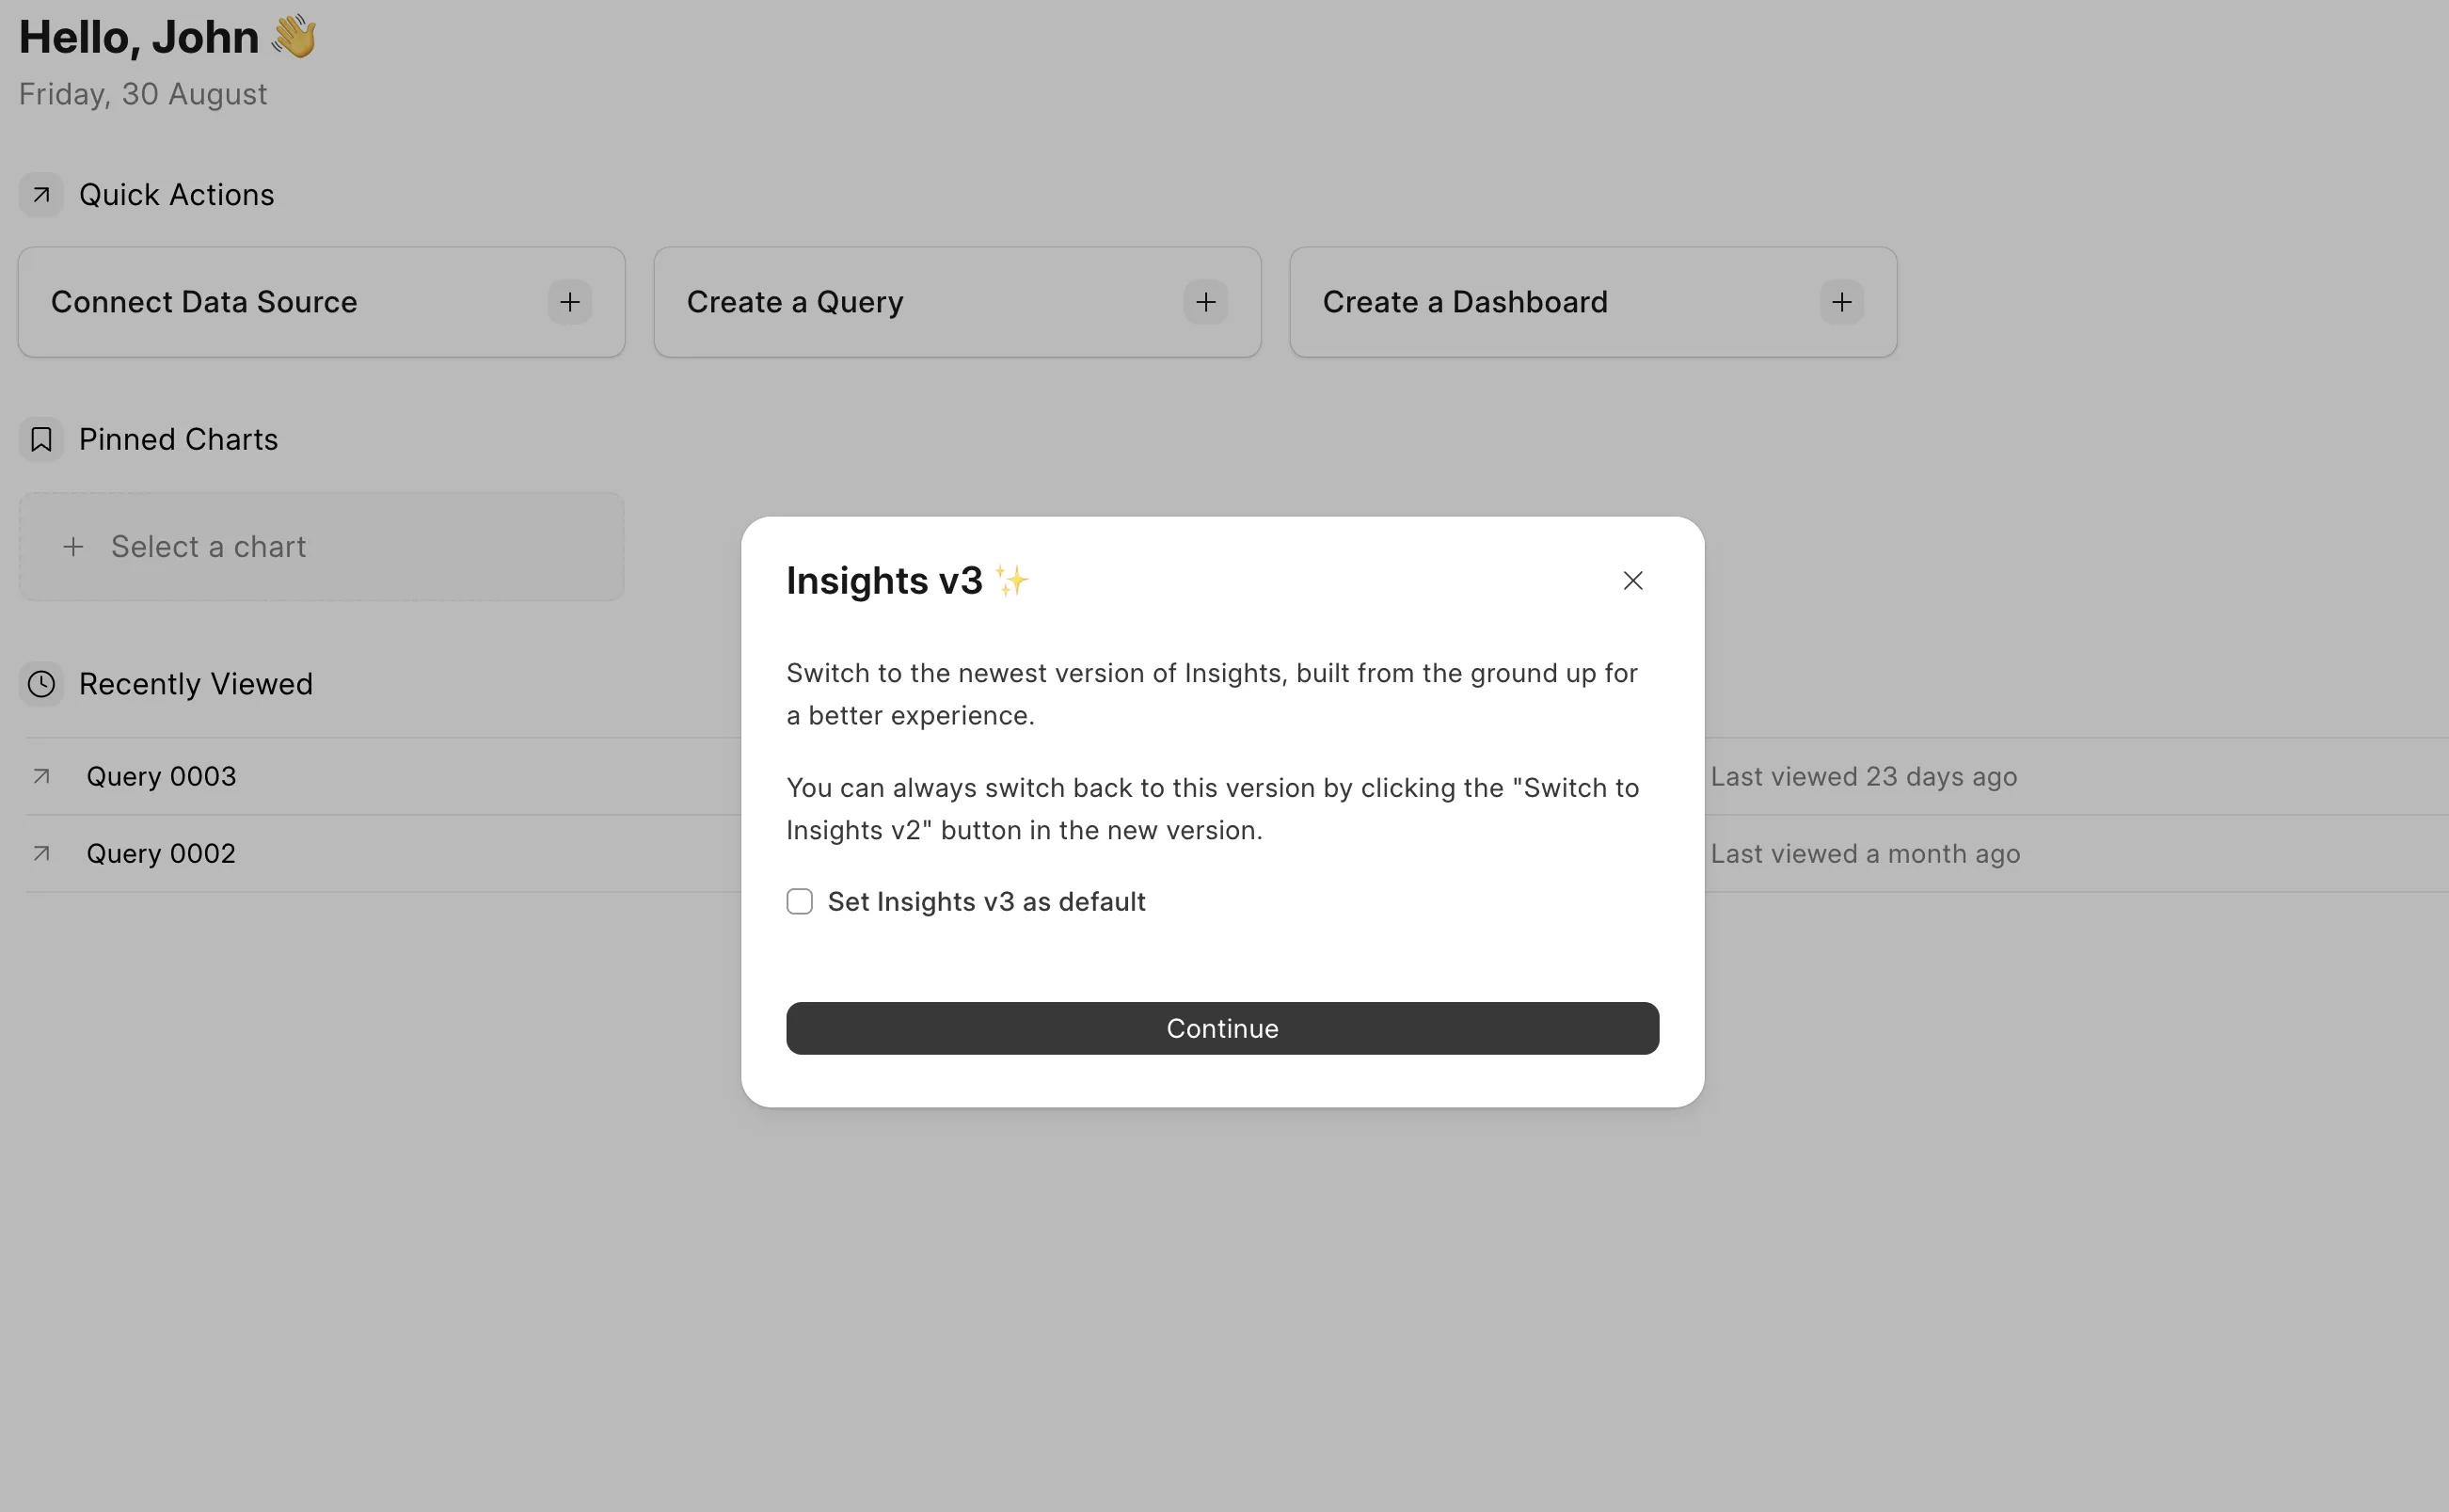 Hello, John 👋
Friday, 30 August
Quick Actions
Connect Data Source
Create a Query
Create a Dashboard
Pinned Charts
Select a chart
Recently Viewed
Query 0003
Last viewed 23 days ago
Query 0002
Last viewed a month ago
Insights v3 ✨
Switch to the newest version of Insights, built from the ground up for
a better experience.
You can always switch back to this version by clicking the "Switch to
Insights v2" button in the new version.
Set Insights v3 as default
Continue